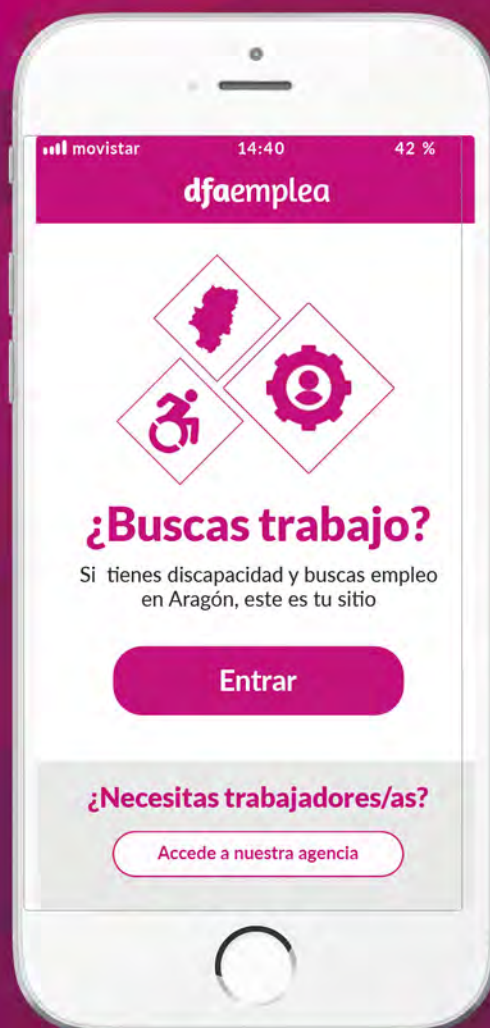 movistar 14:40 42 %
dfaemplea
¿Buscas trabajo?
Si tienes discapacidad y buscas empleo
en Aragón, este es tu sitio
Entrar
¿Necesitas trabajadores/as?
Accede a nuestra agencia